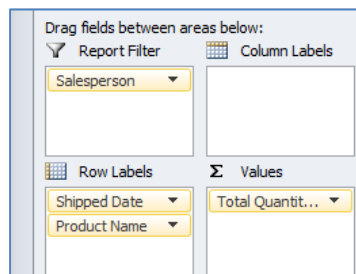 Drag fields between areas below:
Report Filter
Column Labels
Salesperson
Row Labels
Σ Values
Shipped Date
Total Quantit...
Product Name